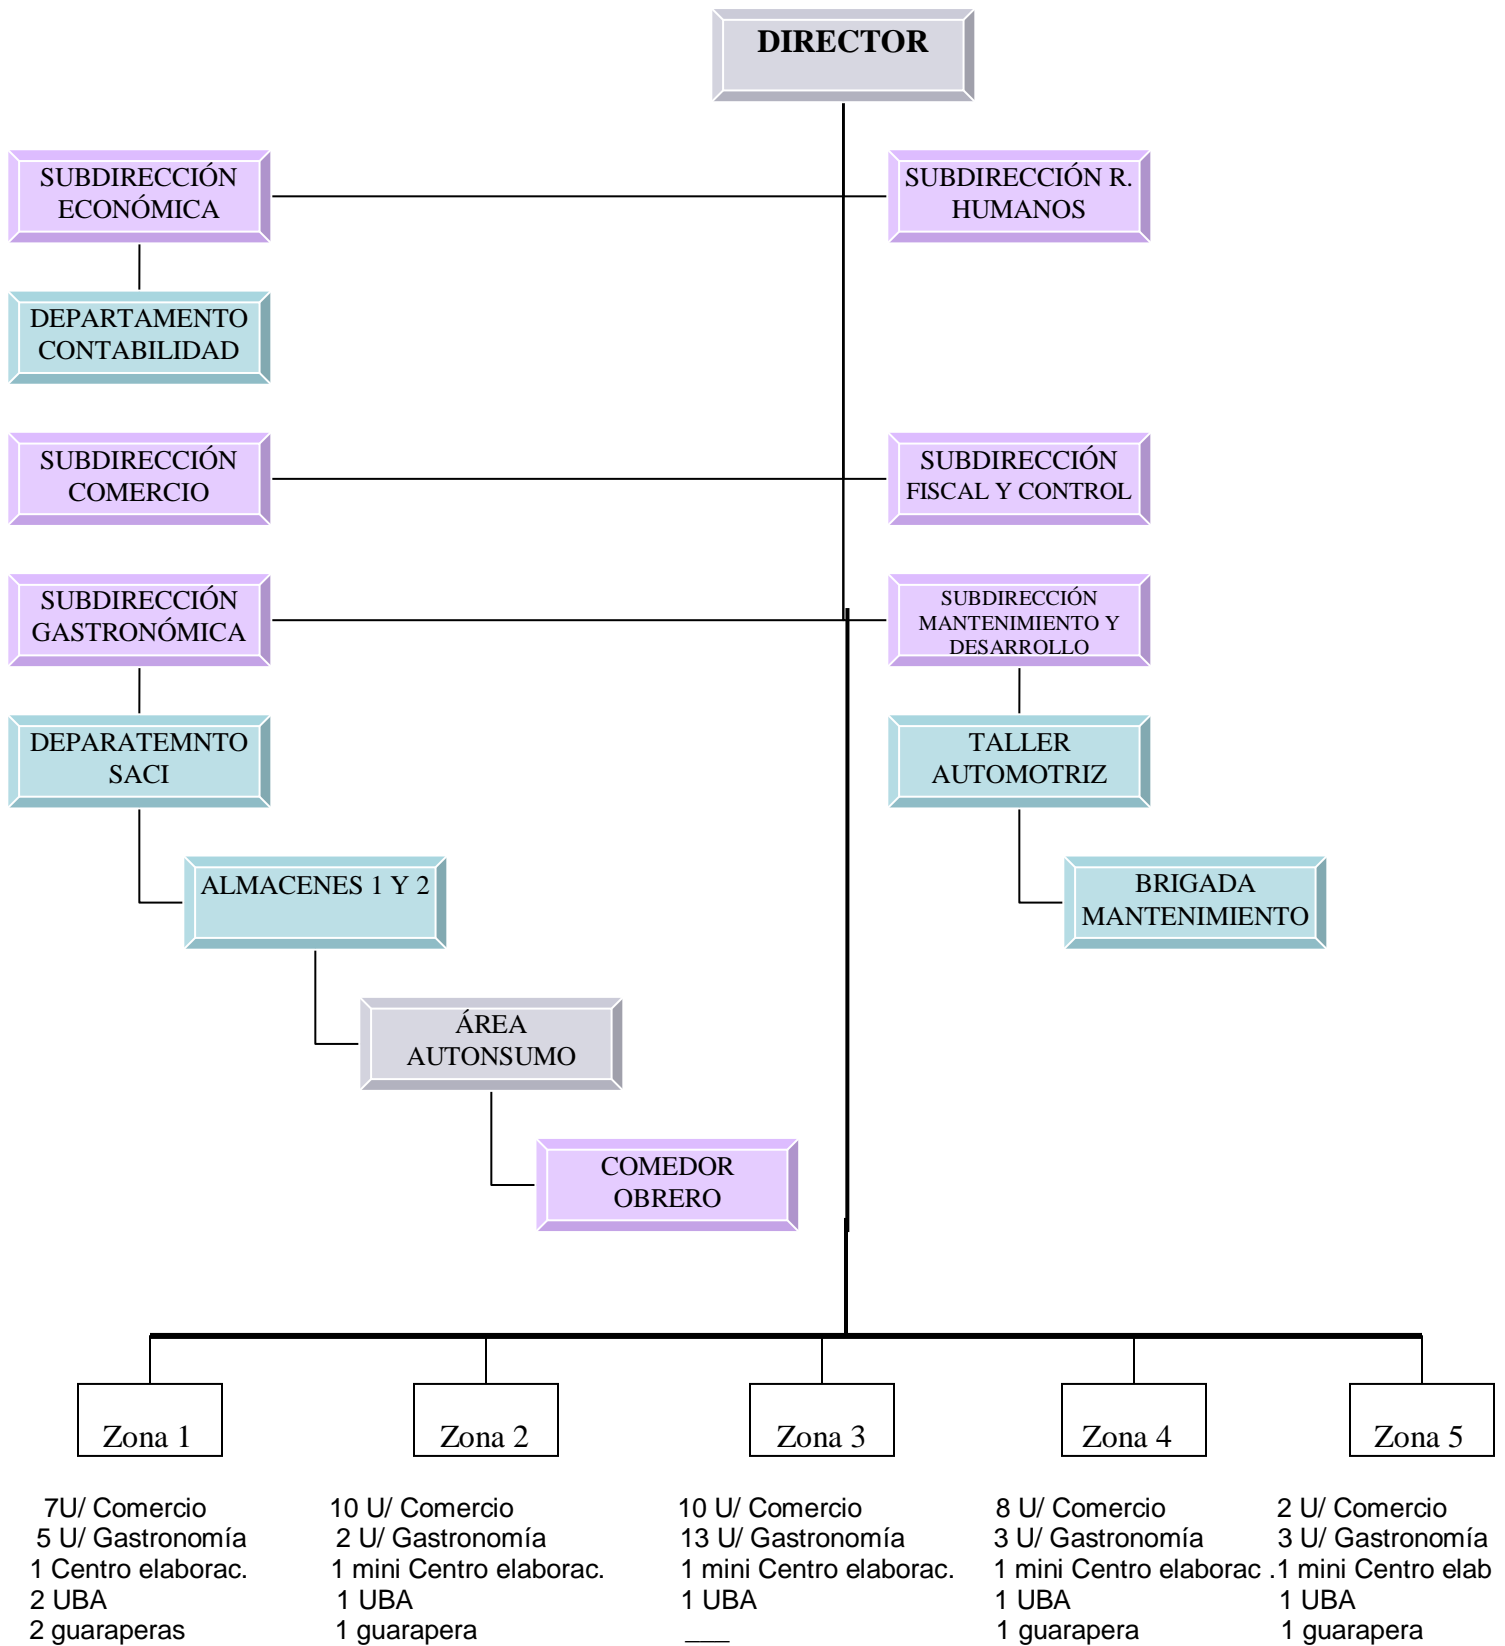 DIRECTOR
SUBDIRECCIÓN
ECONÓMICA
SUBDIRECCIÓN R.
HUMANOS
DEPARTAMENTO
CONTABILIDAD
SUBDIRECCIÓN
COMERCIO
SUBDIRECCIÓN
FISCAL Y CONTROL
SUBDIRECCIÓN
GASTRONÓMICA
SUBDIRECCIÓN
MANTENIMIENTO Y
DESARROLLO
DEPARATEMNTO
SACI
TALLER
AUTOMOTRIZ
ALMACENES 1 Y 2
BRIGADA
MANTENIMIENTO
ÁREA
AUTONSUMO
COMEDOR
OBRERO
Zona 1
Zona 2
Zona 3
Zona 4
Zona 5
7U/ Comercio
5 U/ Gastronomía
1 Centro elaborac.
2 UBA
2 guaraperas
10 U/ Comercio
2 U/ Gastronomía
1 mini Centro elaborac.
1 UBA
1 guarapera
10 U/ Comercio
13 U/ Gastronomía
1 mini Centro elaborac.
1 UBA
___
8 U/ Comercio
3 U/ Gastronomía
1 mini Centro elaborac .
1 UBA
1 guarapera
2 U/ Comercio
3 U/ Gastronomía
1 mini Centro elab
1 UBA
1 guarapera